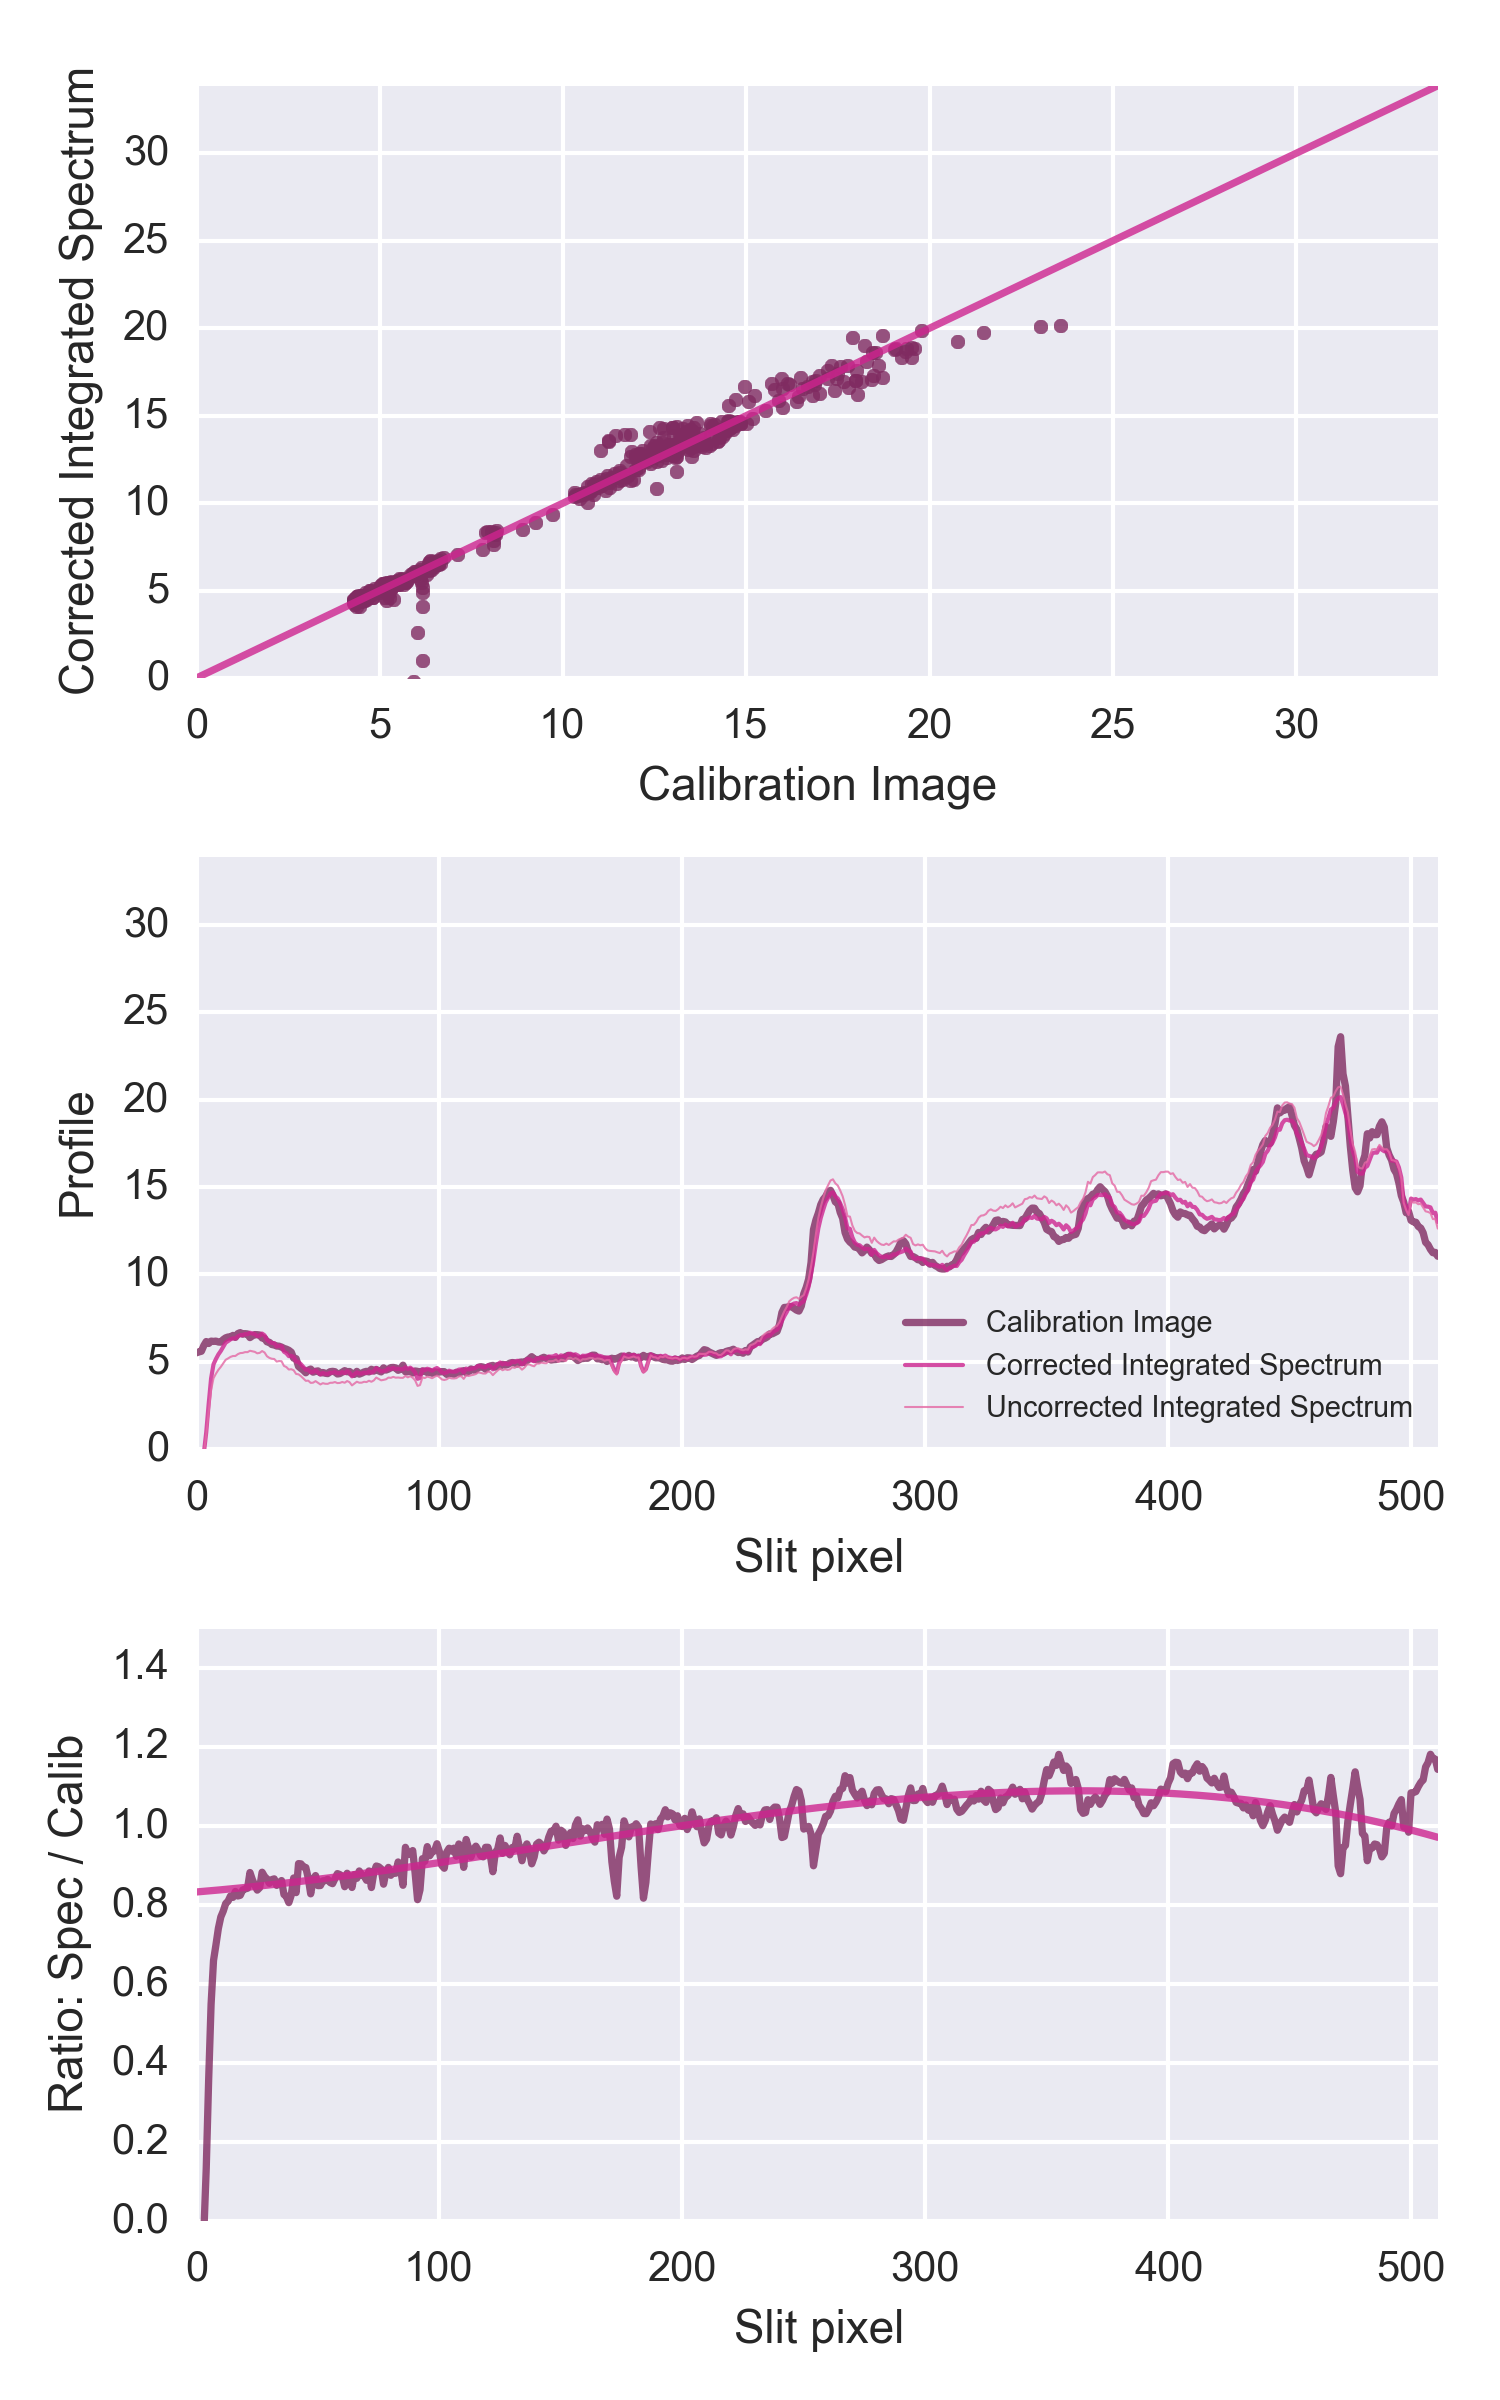 Corrected Integrated Spectrum
30
25
20
15
10
5
0
0 5 10 15 20 25 30
Calibration Image
Profile
30
25
20
15
10
5
0
Calibration Image
Corrected Integrated Spectrum
Uncorrected Integrated Spectrum
0 100 200 300 400 500
Slit pixel
Ratio: Spec / Calib
1.4
1.2
1.0
0.8
0.6
0.4
0.2
0.0
0 100 200 300 400 500
Slit pixel